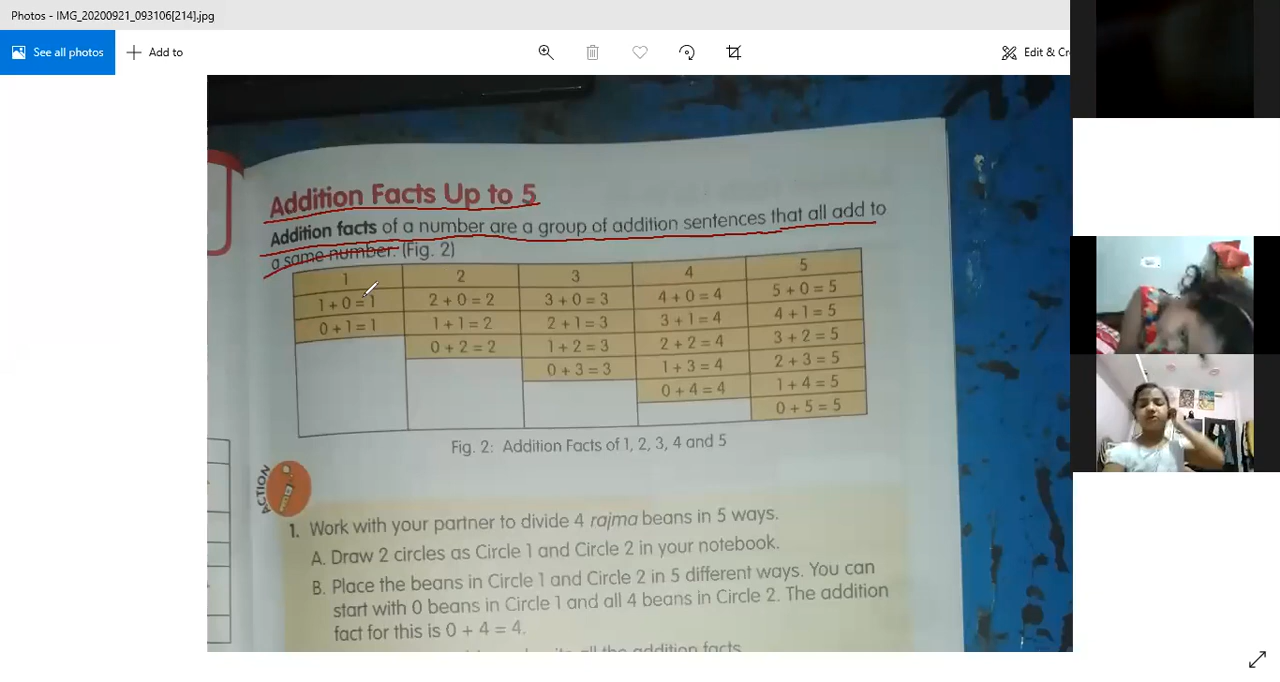 Photos - IMG_20200921_093106[214].jpg
See all photos
Add to
Edit & Cr
Addition Facts Up to 5
Addition facts of a number are a group of addition sentences that all add to
a same number. (Fig. 2)
1 2 3 4 5
1 + 0 = 1 2 + 0 = 2 3 + 0 = 3 4 + 0 = 4 5 + 0 = 5
0 + 1 = 1 1 + 1 = 2 2 + 1 = 3 3 + 1 = 4 4 + 1 = 5
0 + 2 = 2 1 + 2 = 3 2 + 2 = 4 3 + 2 = 5
0 + 3 = 3 1 + 3 = 4 2 + 3 = 5
0 + 4 = 4 1 + 4 = 5
0 + 5 = 5
Fig. 2: Addition Facts of 1, 2, 3, 4 and 5
ACTION
1. Work with your partner to divide 4 rajma beans in 5 ways.
A. Draw 2 circles as Circle 1 and Circle 2 in your notebook.
B. Place the beans in Circle 1 and Circle 2 in 5 different ways. You can
start with 0 beans in Circle 1 and all 4 beans in Circle 2. The addition
fact for this is 0 + 4 = 4.
all the addition facts